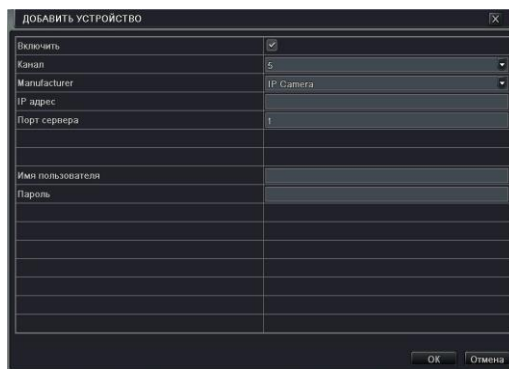 ДОБАВИТЬ УСТРОЙСТВО
Включить
Канал 5
Manufacturer IP Camera
IP адрес
Порт сервера 1
Имя пользователя
Пароль
OK Отмена